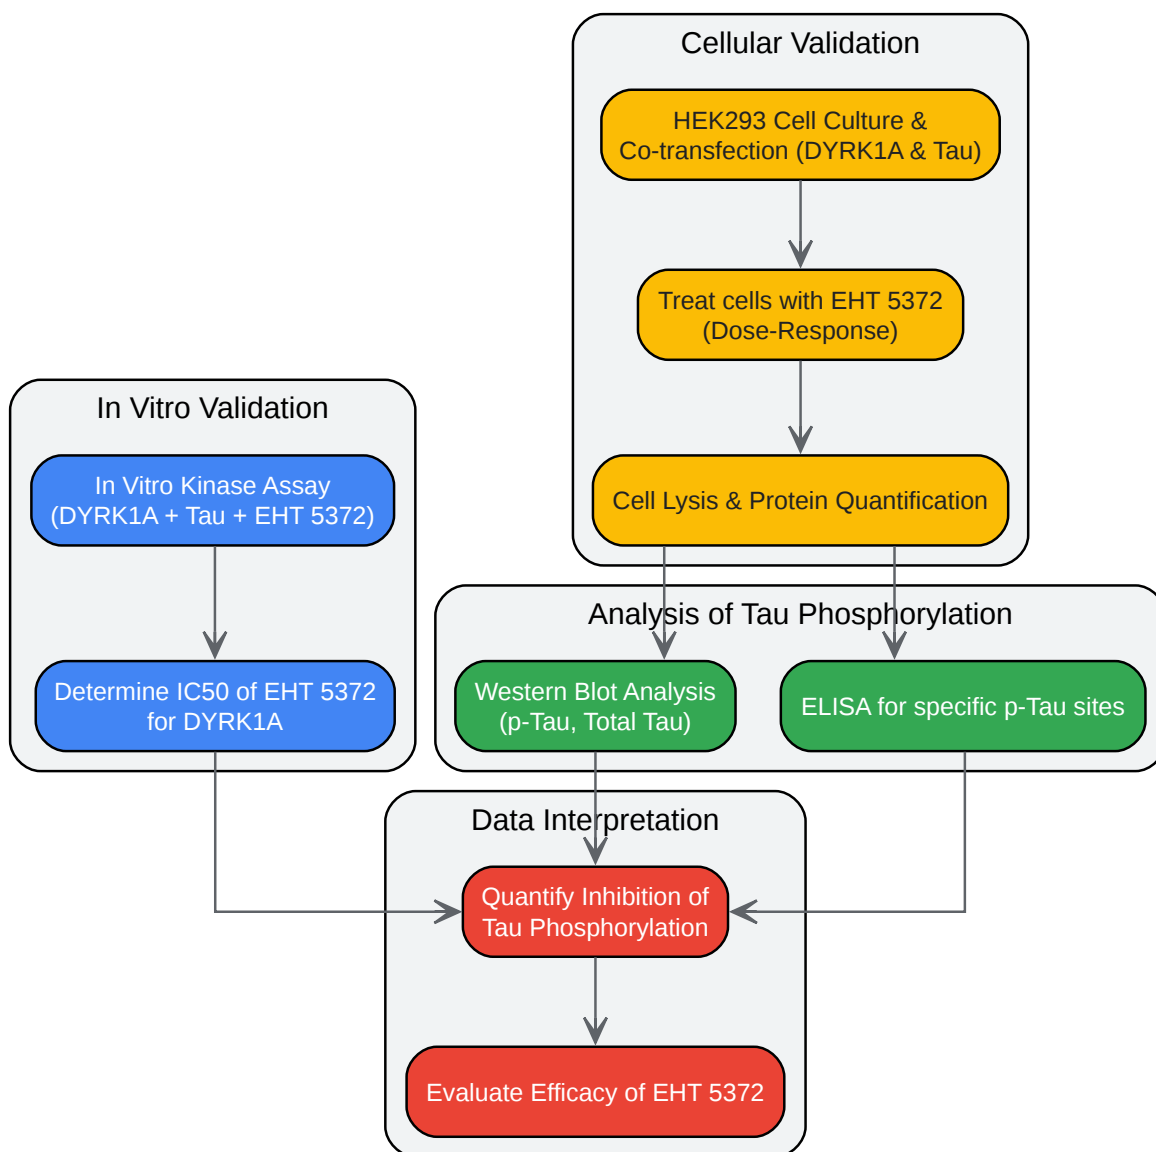 Cellular Validation
HEK293 Cell Culture &
Co-transfection (DYRK1A & Tau)
Treat cells with EHT 5372
(Dose-Response)
Cell Lysis & Protein Quantification
In Vitro Validation
In Vitro Kinase Assay
(DYRK1A + Tau + EHT 5372)
Determine IC50 of EHT 5372
for DYRK1A
Analysis of Tau Phosphorylation
Western Blot Analysis
(p-Tau, Total Tau)
ELISA for specific p-Tau sites
Data Interpretation
Quantify Inhibition of
Tau Phosphorylation
Evaluate Efficacy of EHT 5372